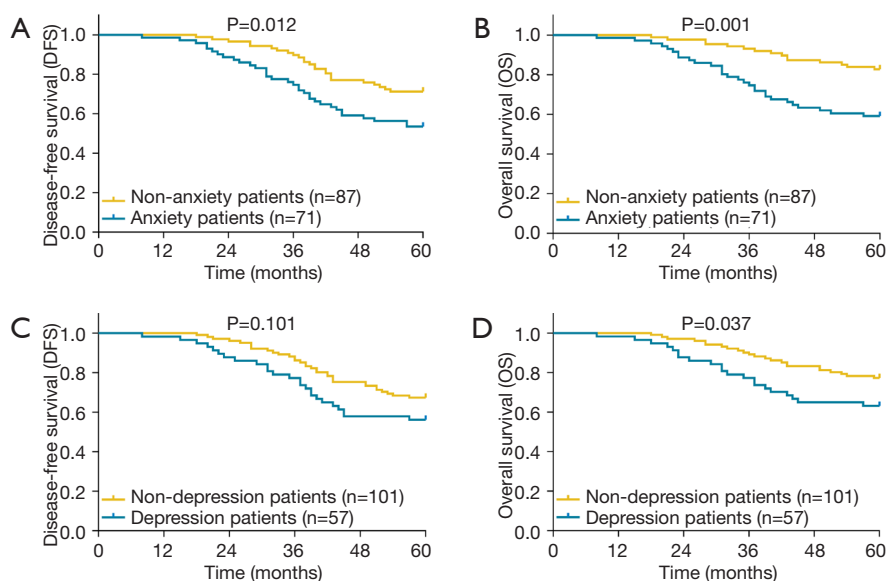 A
P=0.012
Disease-free survival (DFS)
1.0
0.8
0.6
0.4
0.2
0.0
Non-anxiety patients (n=87)
Anxiety patients (n=71)
0 12 24 36 48 60
Time (months)
B
P=0.001
Overall survival (OS)
1.0
0.8
0.6
0.4
0.2
0.0
Non-anxiety patients (n=87)
Anxiety patients (n=71)
0 12 24 36 48 60
Time (months)
C
P=0.101
Disease-free survival (DFS)
1.0
0.8
0.6
0.4
0.2
0.0
Non-depression patients (n=101)
Depression patients (n=57)
0 12 24 36 48 60
Time (months)
D
P=0.037
Overall survival (OS)
1.0
0.8
0.6
0.4
0.2
0.0
Non-depression patients (n=101)
Depression patients (n=57)
0 12 24 36 48 60
Time (months)